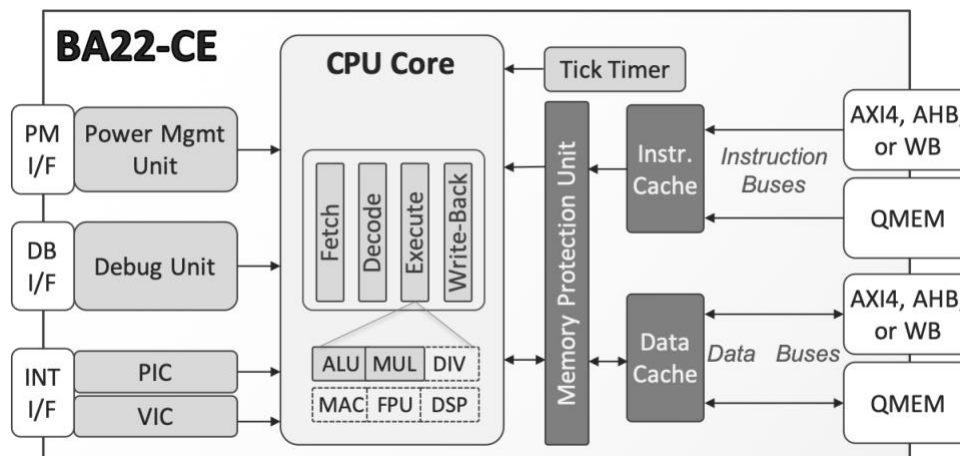 BA22-CE
CPU Core
Tick Timer
PM
I/F
Power Mgmt
Unit
DB
I/F
Debug Unit
INT
I/F
PIC
VIC
Fetch
Decode
Execute
Write-Back
ALU
MUL
DIV
MAC
FPU
DSP
Memory Protection Unit
Instr.
Cache
Instruction
Buses
AXI4, AHB,
or WB
QMEM
Data
Cache
Data Buses
AXI4, AHB,
or WB
QMEM